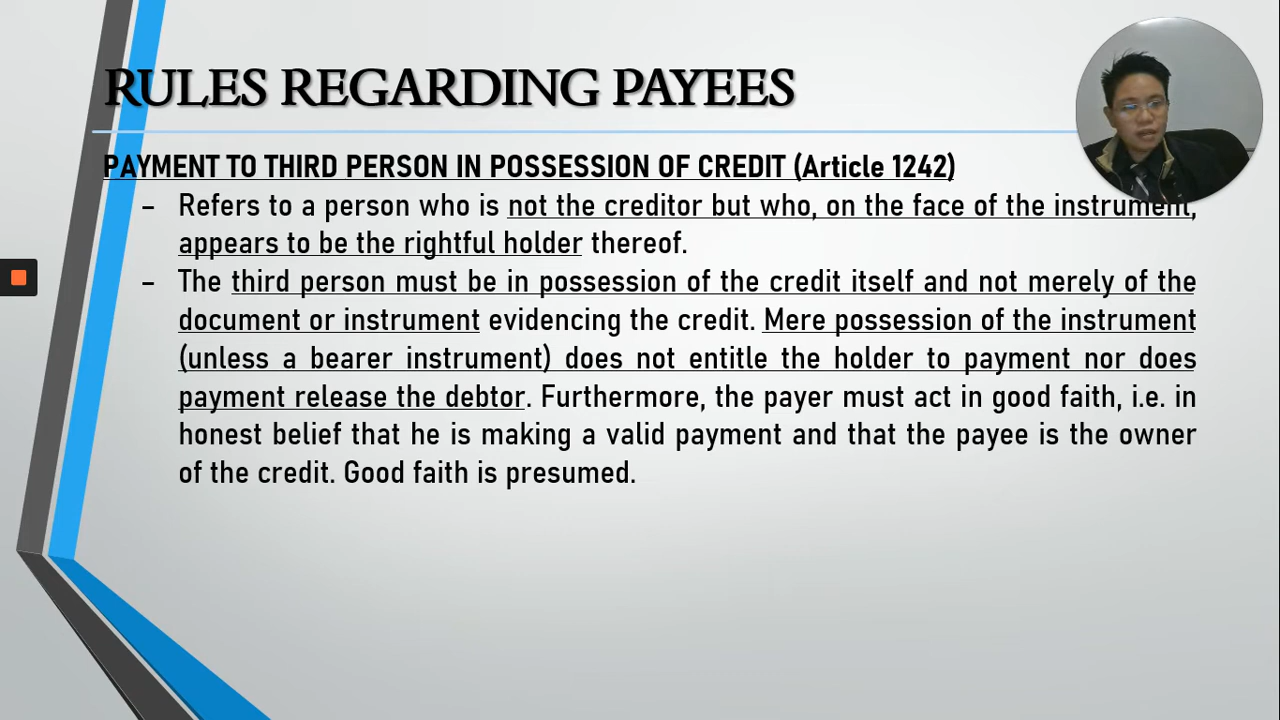 RULES REGARDING PAYEES
PAYMENT TO THIRD PERSON IN POSSESSION OF CREDIT (Article 1242)
– Refers to a person who is not the creditor but who, on the face of the instrument,
appears to be the rightful holder thereof.
– The third person must be in possession of the credit itself and not merely of the
document or instrument evidencing the credit. Mere possession of the instrument
(unless a bearer instrument) does not entitle the holder to payment nor does
payment release the debtor. Furthermore, the payer must act in good faith, i.e. in
honest belief that he is making a valid payment and that the payee is the owner
of the credit. Good faith is presumed.